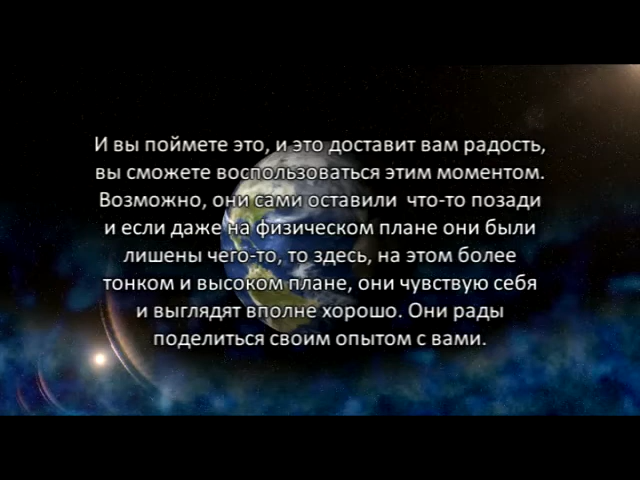 И вы поймете это, и это доставит вам радость,
вы сможете воспользоваться этим моментом.
Возможно, они сами оставили что-то позади
и если даже на физическом плане они были
лишены чего-то, то здесь, на этом более
тонком и высоком плане, они чувствую себя
и выглядят вполне хорошо. Они рады
поделиться своим опытом с вами.